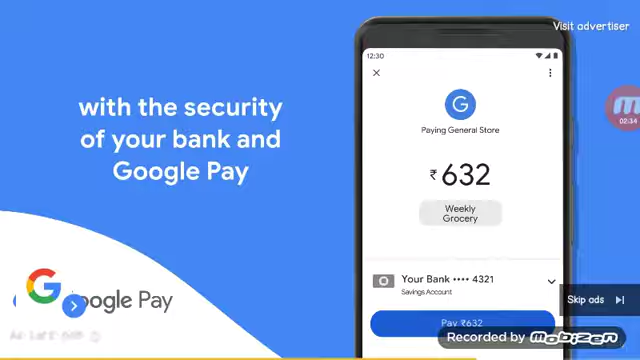 Visit advertiser
12:30
G
Paying General Store
with the security
of your bank and
Google Pay
₹632
Weekly
Grocery
02:34
Your Bank •••• 4321
Savings Account
oogle Pay
Skip ads
Pay ₹632
Recorded by MOBIZEN